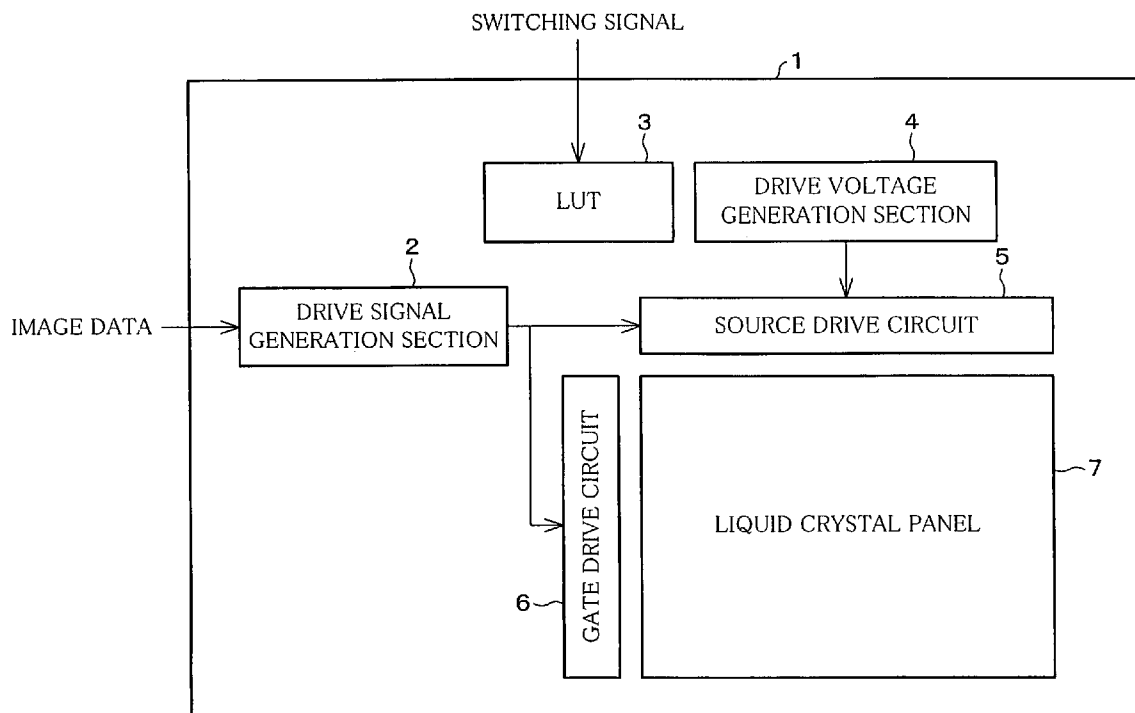 SWITCHING SIGNAL
1
3
4
LUT
DRIVE VOLTAGE
GENERATION SECTION
2
5
IMAGE DATA
DRIVE SIGNAL
GENERATION SECTION
SOURCE DRIVE CIRCUIT
GATE DRIVE CIRCUIT
6
LIQUID CRYSTAL PANEL
7